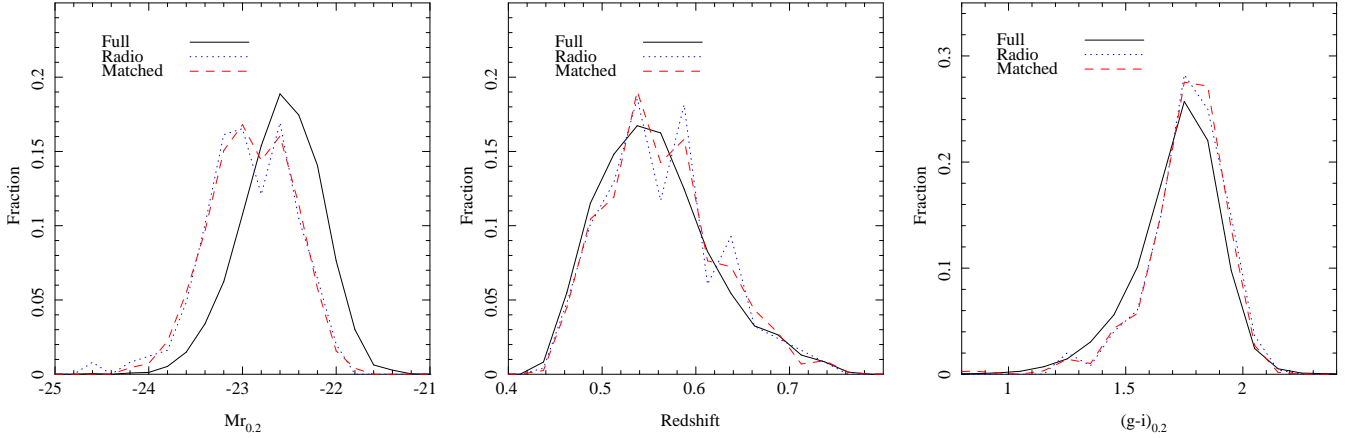 Full
Radio
Matched
Fraction
0 0.05 0.1 0.15 0.2
-25 -24 -23 -22 -21
Mr0.2
Full
Radio
Matched
Fraction
0 0.05 0.1 0.15 0.2
0.4 0.5 0.6 0.7
Redshift
Full
Radio
Matched
Fraction
0 0.1 0.2 0.3
1 1.5 2
(g-i)0.2